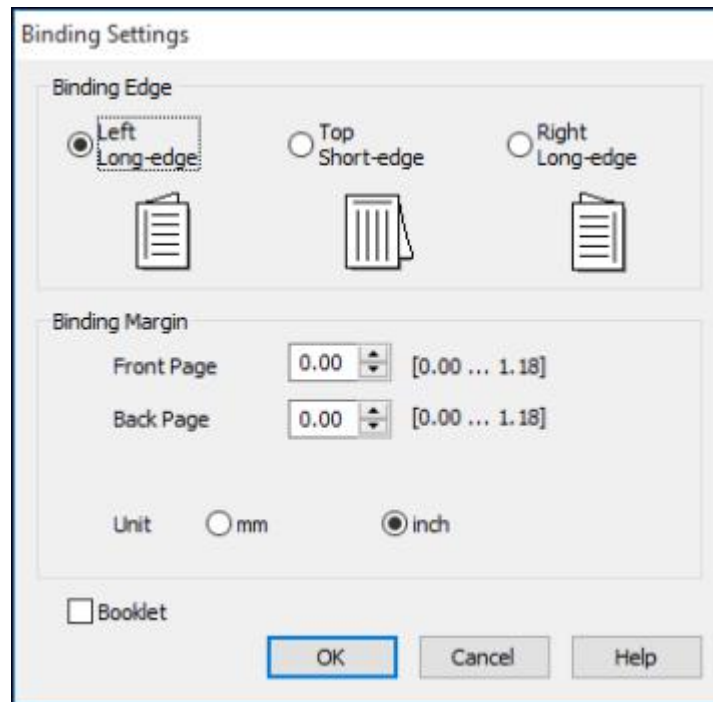 Binding Settings
Binding Edge
Left
Long-edge
Top
Short-edge
Right
Long-edge
Binding Margin
Front Page 0.00 [0.00 ... 1.18]
Back Page 0.00 [0.00 ... 1.18]
Unit mm inch
Booklet
OK Cancel Help